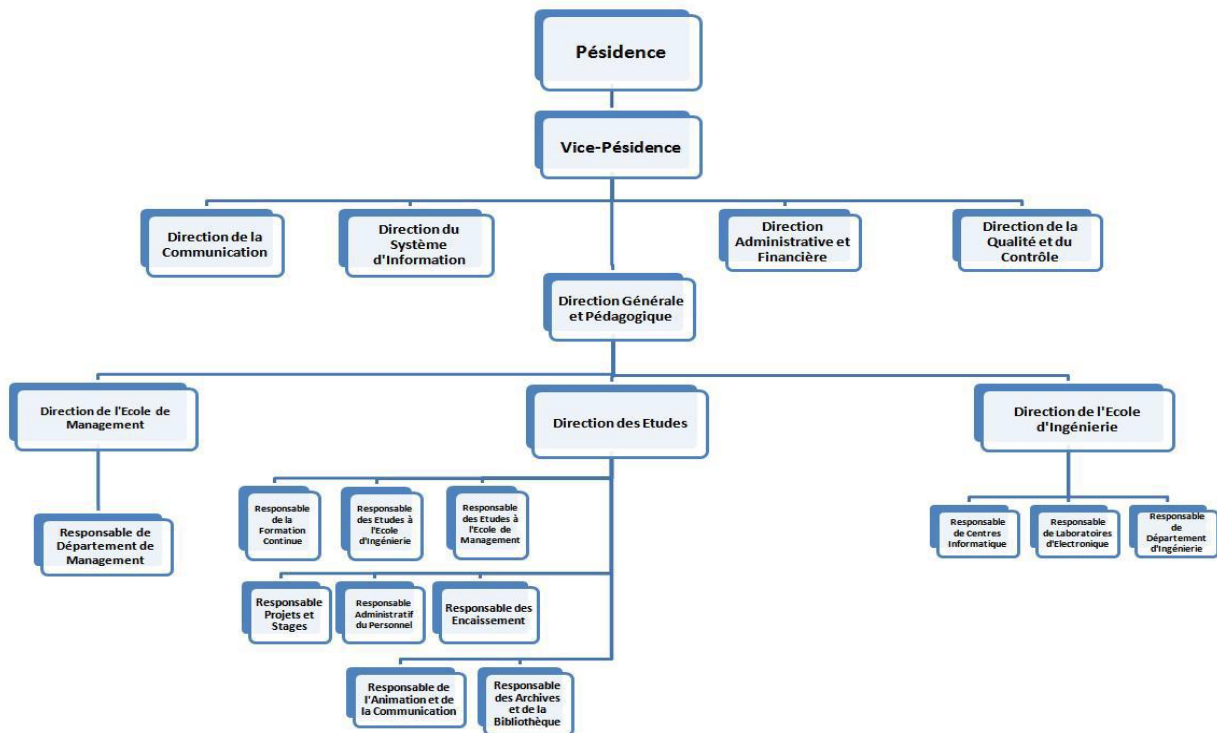 Pésidence
Vice-Pésidence
Direction de la
Communication
Direction du
Système
d'Information
Direction
Administrative et
Financière
Direction de la
Qualité et du
Contrôle
Direction Générale
et Pédagogique
Direction de l'Ecole de
Management
Direction des Etudes
Direction de l'Ecole
d'Ingénierie
Responsable de
Département de
Management
Responsable
de la
Formation
Continue
Responsable
des Etudes à
l'Ecole
d'Ingénierie
Responsable
des Etudes à
l'Ecole de
Management
Responsable
de Centres
Informatique
Responsable
de Laboratoires
d'Electronique
Responsable
de
Département
d'Ingénierie
Responsable
Projets et
Stages
Responsable
Administratif
du Personnel
Responsable des
Encaissement
Responsable de
l'Animation et de
la Communication
Responsable
des Archives
et de la
Bibliothèque